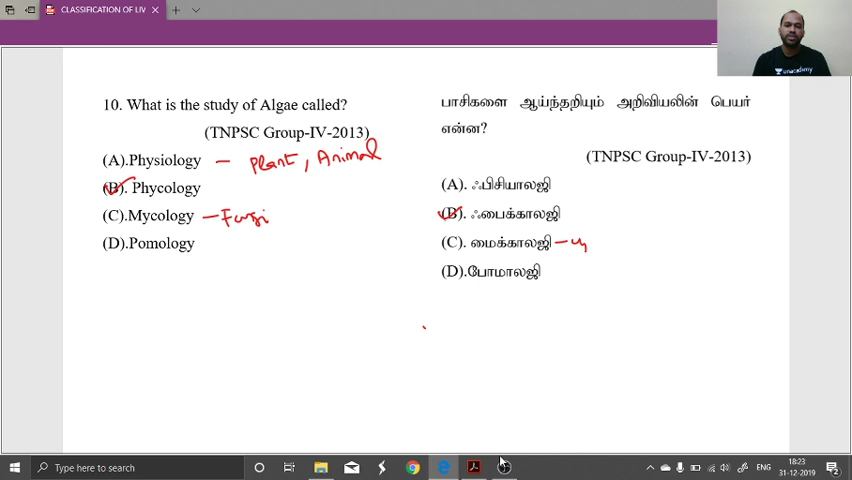 CLASSIFICATION OF LIV
unacademy
10. What is the study of Algae called?
(TNPSC Group-IV-2013)
(A).Physiology – Plant, Animal
(B). Phycology
(C).Mycology – Fungi
(D).Pomology
பாசிகளை ஆய்ந்தறியும் அறிவியலின் பெயர்
என்ன?
(TNPSC Group-IV-2013)
(A). ஃபிசியாலஜி
(B). ஃபைக்காலஜி
(C). மைக்காலஜி –
(D).போமாலஜி
Type here to search
ENG
18:23
31-12-2019
2